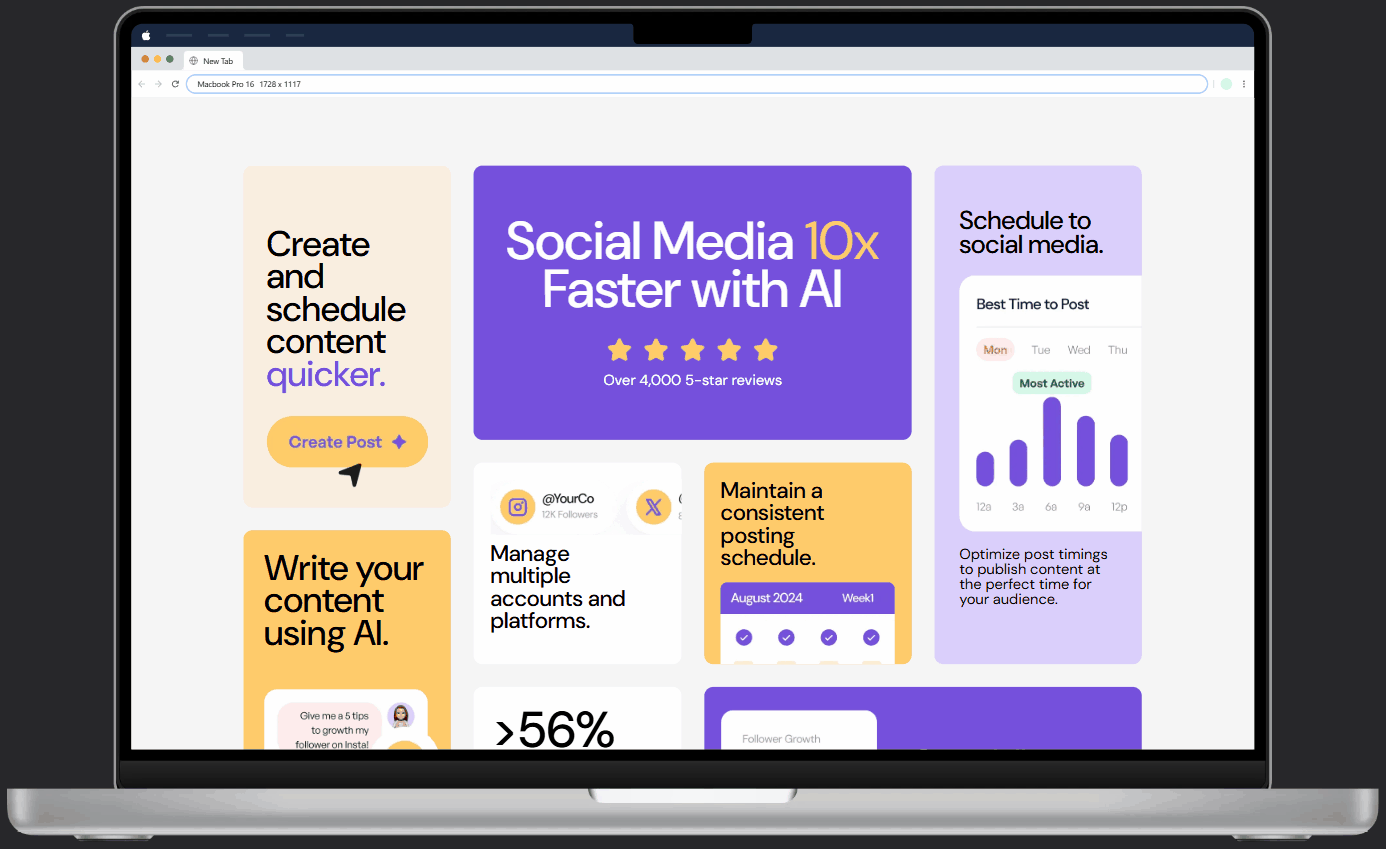 New Tab
Macbook Pro 16 1728 x 1117
Create
and
schedule
content
quicker.
Create Post
Write your
content
using AI.
Give me a 5 tips
to growth my
follower on Insta!
Social Media 10x
Faster with AI
Over 4,000 5-star reviews
@YourCo
12K Followers
Manage
multiple
accounts and
platforms.
>56%
Maintain a
consistent
posting
schedule.
August 2024 Week1
Follower Growth
Schedule to
social media.
Best Time to Post
Mon Tue Wed Thu
Most Active
12a 3a 6a 9a 12p
Optimize post timings
to publish content at
the perfect time for
your audience.